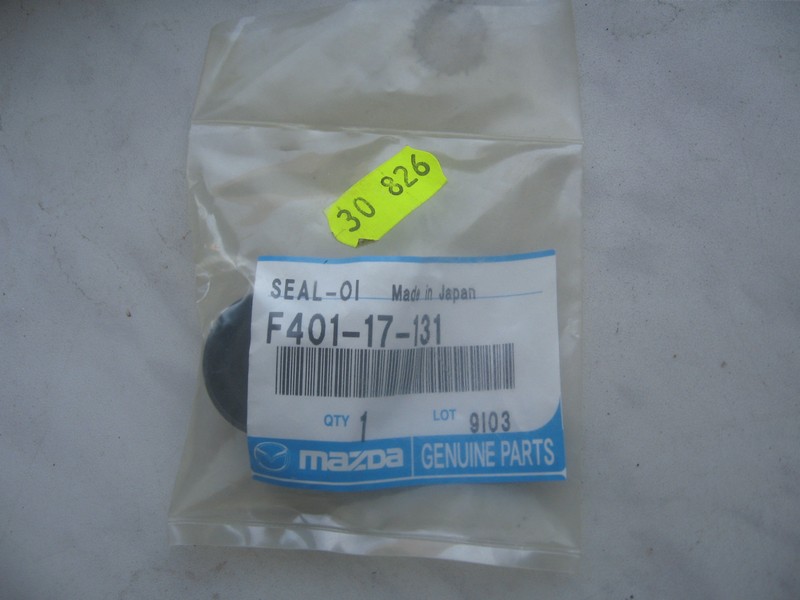 30 826
SEAL-OI Made in Japan
F401-17-131
QTY 1 LOT 9103
mazda GENUINE PARTS